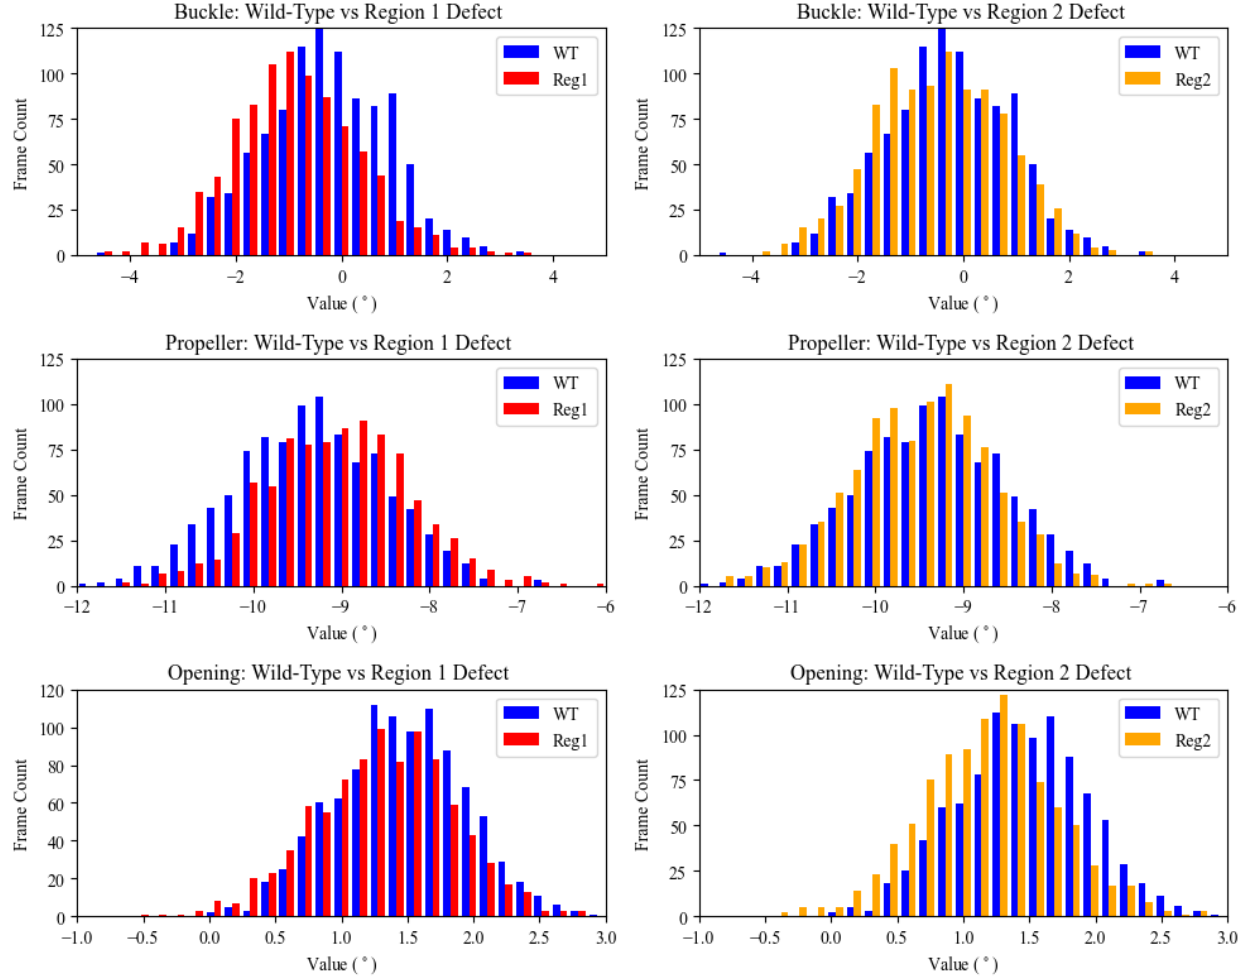 Buckle: Wild-Type vs Region 1 Defect
125
100
75
50
25
0
Frame Count
WT
Reg1
−4
−2
0
2
4
Value (°)
Buckle: Wild-Type vs Region 2 Defect
125
100
75
50
25
0
Frame Count
WT
Reg2
−4
−2
0
2
4
Value (°)
Propeller: Wild-Type vs Region 1 Defect
125
100
75
50
25
0
Frame Count
WT
Reg1
−12
−11
−10
−9
−8
−7
−6
Value (°)
Propeller: Wild-Type vs Region 2 Defect
125
100
75
50
25
0
Frame Count
WT
Reg2
−12
−11
−10
−9
−8
−7
−6
Value (°)
Opening: Wild-Type vs Region 1 Defect
120
100
80
60
40
20
0
Frame Count
WT
Reg1
−1.0
−0.5
0.0
0.5
1.0
1.5
2.0
2.5
3.0
Value (°)
Opening: Wild-Type vs Region 2 Defect
125
100
75
50
25
0
Frame Count
WT
Reg2
−1.0
−0.5
0.0
0.5
1.0
1.5
2.0
2.5
3.0
Value (°)